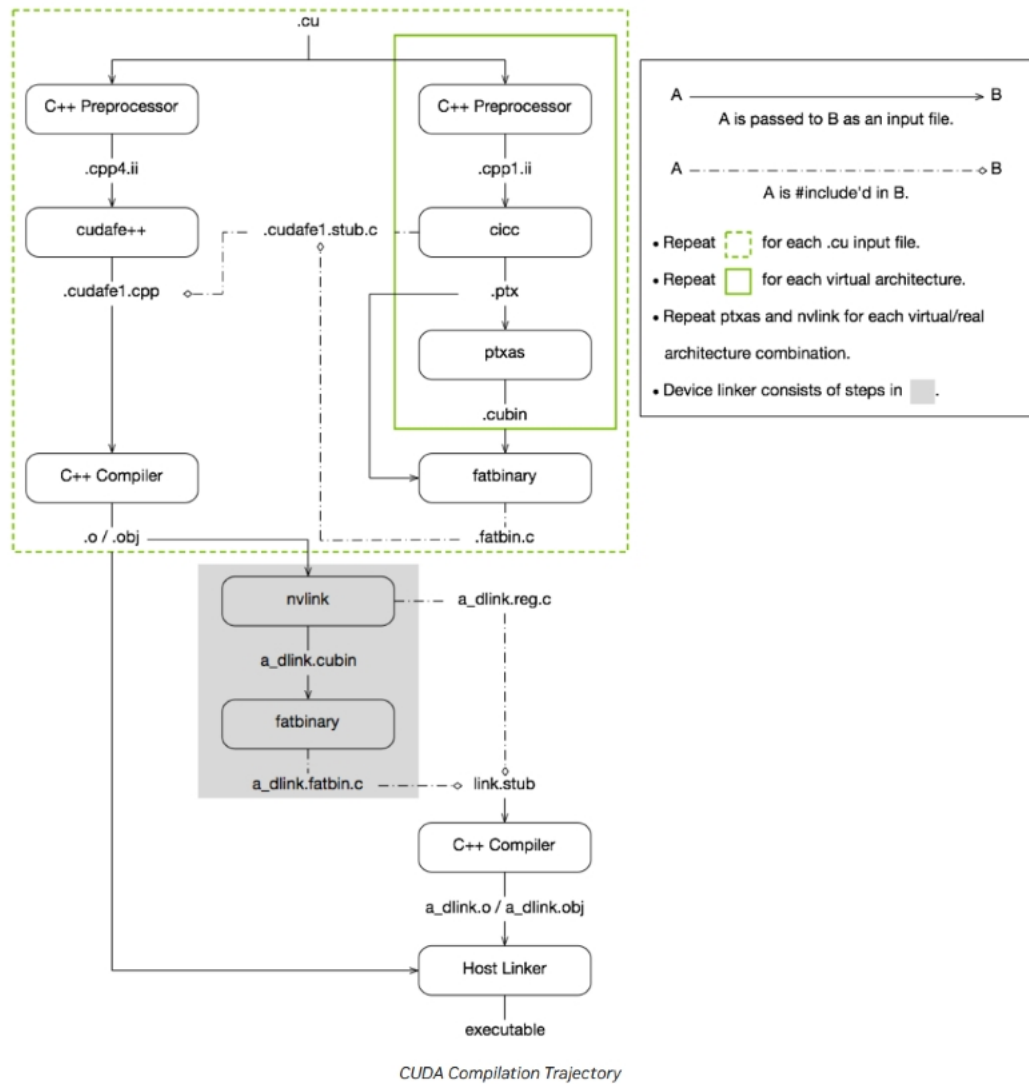 .cu
C++ Preprocessor
C++ Preprocessor
A
B
A is passed to B as an input file.
.cpp4.ii
.cpp1.ii
A
B
A is #include'd in B.
cudafe++
.cudafe1.stub.c
cicc
• Repeat for each .cu input file.
.cudafe1.cpp
.ptx
• Repeat for each virtual architecture.
• Repeat ptxas and nvlink for each virtual/real
architecture combination.
ptxas
• Device linker consists of steps in .
.cubin
C++ Compiler
fatbinary
.o / .obj
.fatbin.c
nvlink
a_dlink.reg.c
a_dlink.cubin
fatbinary
a_dlink.fatbin.c
link.stub
C++ Compiler
a_dlink.o / a_dlink.obj
Host Linker
executable
CUDA Compilation Trajectory